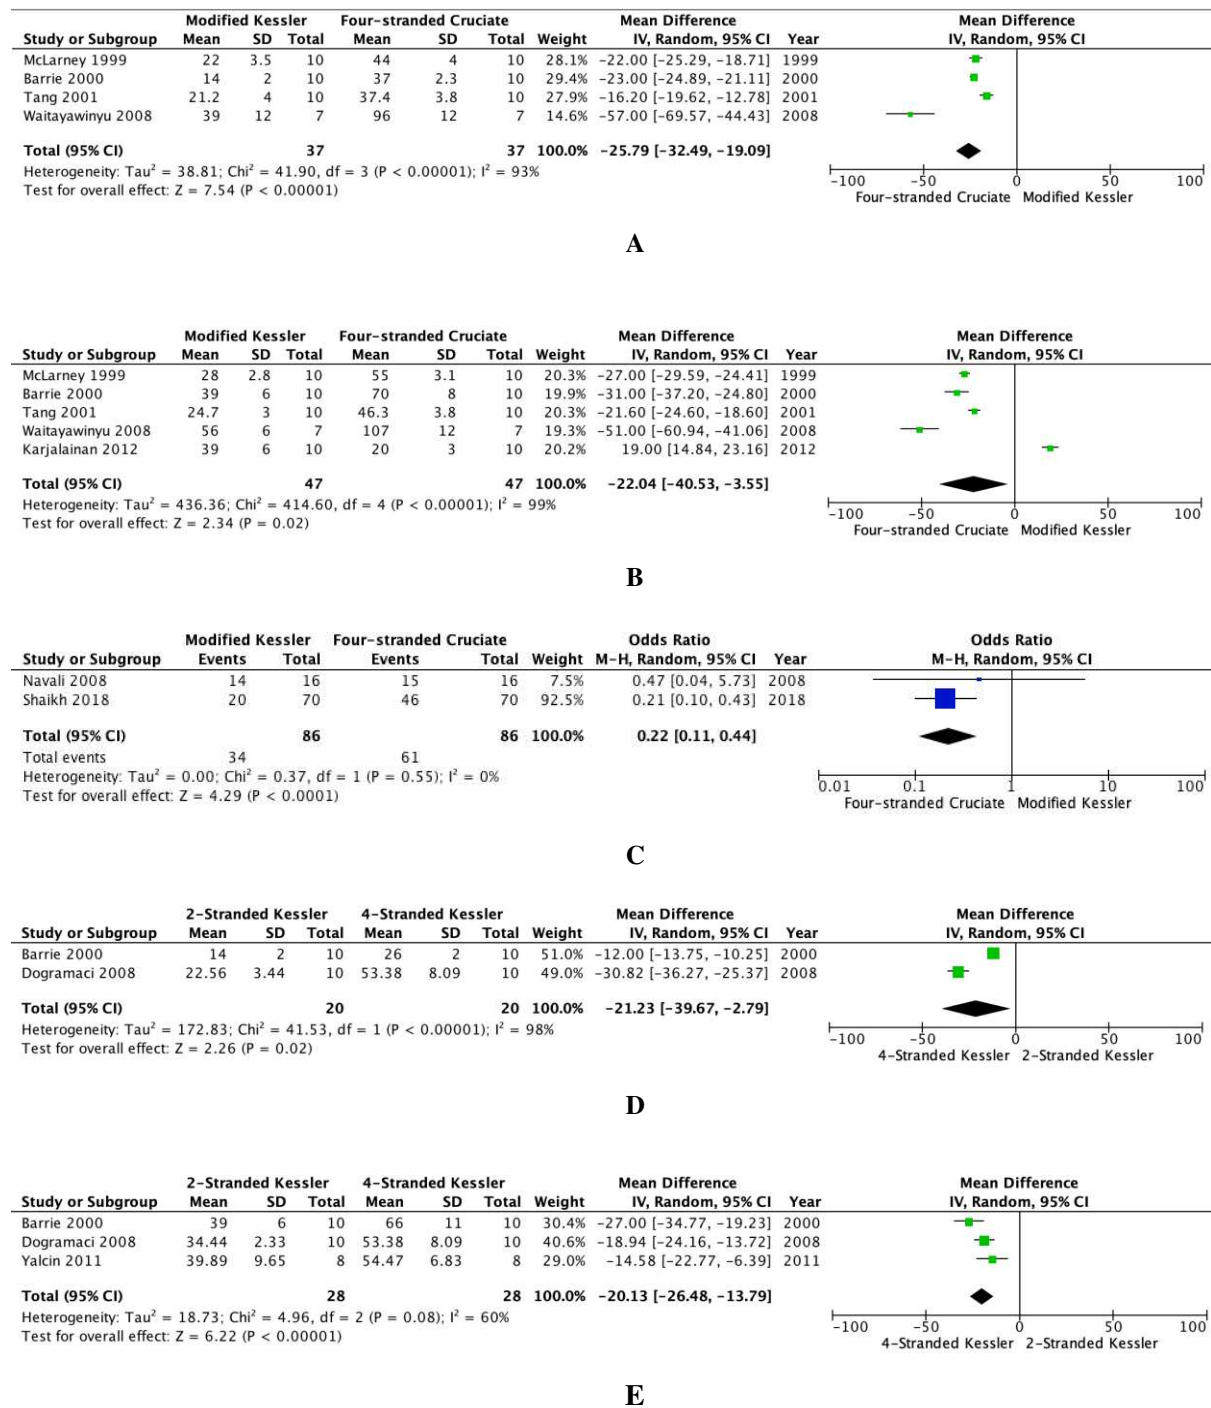 Modified Kessler Four-stranded Cruciate Mean Difference Mean Difference
Study or Subgroup Mean SD Total Mean SD Total Weight IV, Random, 95% CI Year IV, Random, 95% CI
McLarney 1999 22 3.5 10 44 4 10 28.1% -22.00 [-25.29, -18.71] 1999
Barrie 2000 14 2 10 37 2.3 10 29.4% -23.00 [-24.89, -21.11] 2000
Tang 2001 21.2 4 10 37.4 3.8 10 27.9% -16.20 [-19.62, -12.78] 2001
Waitayawinyu 2008 39 12 7 96 12 7 14.6% -57.00 [-69.57, -44.43] 2008
Total (95% CI) 37 37 100.0% -25.79 [-32.49, -19.09]
Heterogeneity: Tau² = 38.81; Chi² = 41.90, df = 3 (P < 0.00001); I² = 93%
Test for overall effect: Z = 7.54 (P < 0.00001)
-100 -50 0 50 100
Four-stranded Cruciate Modified Kessler
A
Modified Kessler Four-stranded Cruciate Mean Difference Mean Difference
Study or Subgroup Mean SD Total Mean SD Total Weight IV, Random, 95% CI Year IV, Random, 95% CI
McLarney 1999 28 2.8 10 55 3.1 10 20.3% -27.00 [-29.59, -24.41] 1999
Barrie 2000 39 6 10 70 8 10 19.9% -31.00 [-37.20, -24.80] 2000
Tang 2001 24.7 3 10 46.3 3.8 10 20.3% -21.60 [-24.60, -18.60] 2001
Waitayawinyu 2008 56 6 7 107 12 7 19.3% -51.00 [-60.94, -41.06] 2008
Karjalainan 2012 39 6 10 20 3 10 20.2% 19.00 [14.84, 23.16] 2012
Total (95% CI) 47 47 100.0% -22.04 [-40.53, -3.55]
Heterogeneity: Tau² = 436.36; Chi² = 414.60, df = 4 (P < 0.00001); I² = 99%
Test for overall effect: Z = 2.34 (P = 0.02)
-100 -50 0 50 100
Four-stranded Cruciate Modified Kessler
B
Modified Kessler Four-stranded Cruciate Odds Ratio Odds Ratio
Study or Subgroup Events Total Events Total Weight M-H, Random, 95% CI Year M-H, Random, 95% CI
Navali 2008 14 16 15 16 7.5% 0.47 [0.04, 5.73] 2008
Shaikh 2018 20 70 46 70 92.5% 0.21 [0.10, 0.43] 2018
Total (95% CI) 86 86 100.0% 0.22 [0.11, 0.44]
Total events 34 61
Heterogeneity: Tau² = 0.00; Chi² = 0.37, df = 1 (P = 0.55); I² = 0%
Test for overall effect: Z = 4.29 (P < 0.0001)
0.01 0.1 1 10 100
Four-stranded Cruciate Modified Kessler
C
2-Stranded Kessler 4-Stranded Kessler Mean Difference Mean Difference
Study or Subgroup Mean SD Total Mean SD Total Weight IV, Random, 95% CI Year IV, Random, 95% CI
Barrie 2000 14 2 10 26 2 10 51.0% -12.00 [-13.75, -10.25] 2000
Dogramaci 2008 22.56 3.44 10 53.38 8.09 10 49.0% -30.82 [-36.27, -25.37] 2008
Total (95% CI) 20 20 100.0% -21.23 [-39.67, -2.79]
Heterogeneity: Tau² = 172.83; Chi² = 41.53, df = 1 (P < 0.00001); I² = 98%
Test for overall effect: Z = 2.26 (P = 0.02)
-100 -50 0 50 100
4-Stranded Kessler 2-Stranded Kessler
D
2-Stranded Kessler 4-Stranded Kessler Mean Difference Mean Difference
Study or Subgroup Mean SD Total Mean SD Total Weight IV, Random, 95% CI Year IV, Random, 95% CI
Barrie 2000 39 6 10 66 11 10 30.4% -27.00 [-34.77, -19.23] 2000
Dogramaci 2008 34.44 2.33 10 53.38 8.09 10 40.6% -18.94 [-24.16, -13.72] 2008
Yalcin 2011 39.89 9.65 8 54.47 6.83 8 29.0% -14.58 [-22.77, -6.39] 2011
Total (95% CI) 28 28 100.0% -20.13 [-26.48, -13.79]
Heterogeneity: Tau² = 18.73; Chi² = 4.96, df = 2 (P = 0.08); I² = 60%
Test for overall effect: Z = 6.22 (P < 0.00001)
-100 -50 0 50 100
4-Stranded Kessler 2-Stranded Kessler
E